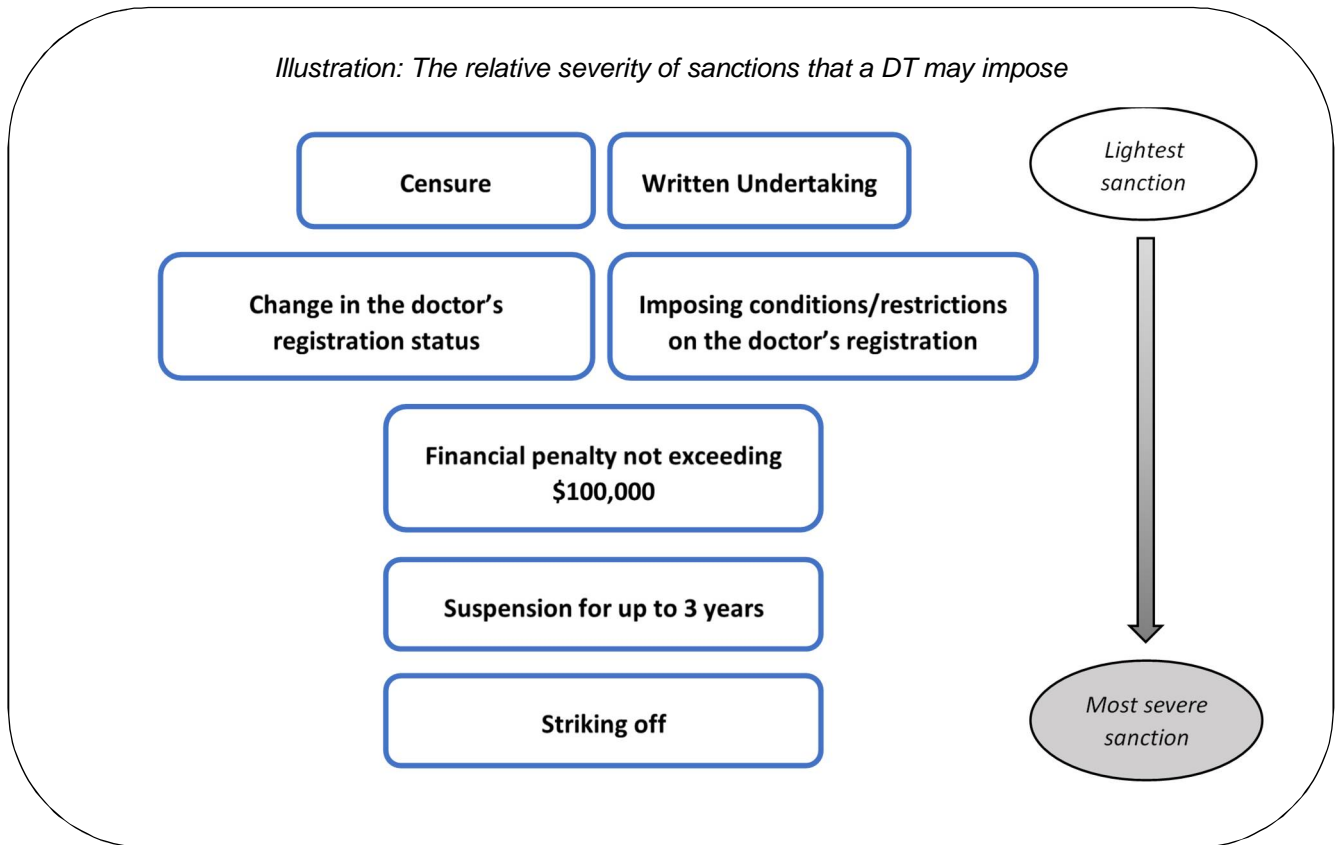 Illustration: The relative severity of sanctions that a DT may impose
Censure
Written Undertaking
Lightest
sanction
Change in the doctor’s
registration status
Imposing conditions/restrictions
on the doctor’s registration
Financial penalty not exceeding
$100,000
Suspension for up to 3 years
Striking off
Most severe
sanction